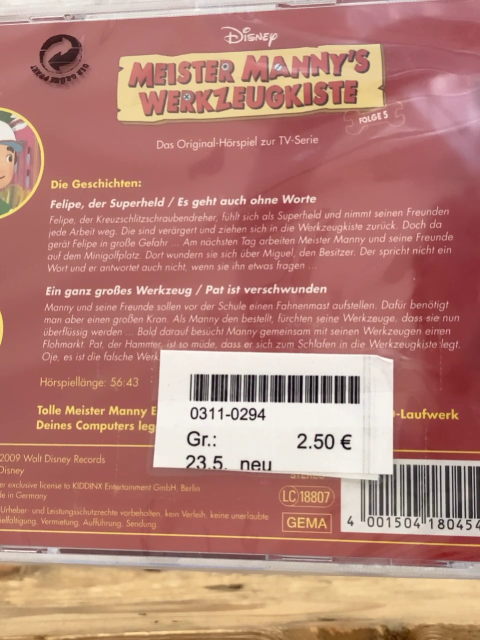 DER GRÜNE PUNKT
Disney
MEISTER MANNY'S
WERKZEUGKISTE
FOLGE 5
Das Original-Hörspiel zur TV-Serie
Die Geschichten:
Felipe, der Superheld / Es geht auch ohne Worte
Felipe, der Kreuzschlitzschraubendreher, fühlt sich als Superheld und nimmt seinen Freunden
jede Arbeit weg. Die sind verärgert und ziehen sich in die Werkzeugkiste zurück. Doch da
gerät Felipe in große Gefahr ... Am nächsten Tag arbeiten Meister Manny und seine Freunde
auf dem Minigolfplatz. Dort wundern sie sich über Miguel, den Besitzer. Der spricht nicht ein
Wort und er antwortet auch nicht, wenn sie ihn etwas fragen ...
Ein ganz großes Werkzeug / Pat ist verschwunden
Manny und seine Freunde sollen vor der Schule einen Fahnenmast aufstellen. Dafür benötigt
man aber einen großen Kran. Als Manny den bestellt, fürchten seine Werkzeuge, dass sie nun
überflüssig werden ... Bald darauf besucht Manny gemeinsam mit seinen Werkzeugen einen
Flohmarkt. Pat, der Hammer, ist so müde, dass er sich zum Schlafen in die Werkzeugkiste legt.
Oje, es ist die falsche Werk
Hörspiellänge: 56:43
Tolle Meister Manny E -Laufwerk
Deines Computers leg
0311-0294
Gr.: 2.50 €
23.5. neu
2009 Walt Disney Records
Disney
er exclusive license to KIDDINX Entertainment GmbH, Berlin
de in Germany
Urheber- und Leistungsschutzrechte vorbehalten, kein Verleih, keine unerlaubte
elfältigung, Vermietung, Aufführung, Sendung
STEREO
LC 18807
GEMA
4 001504 180454